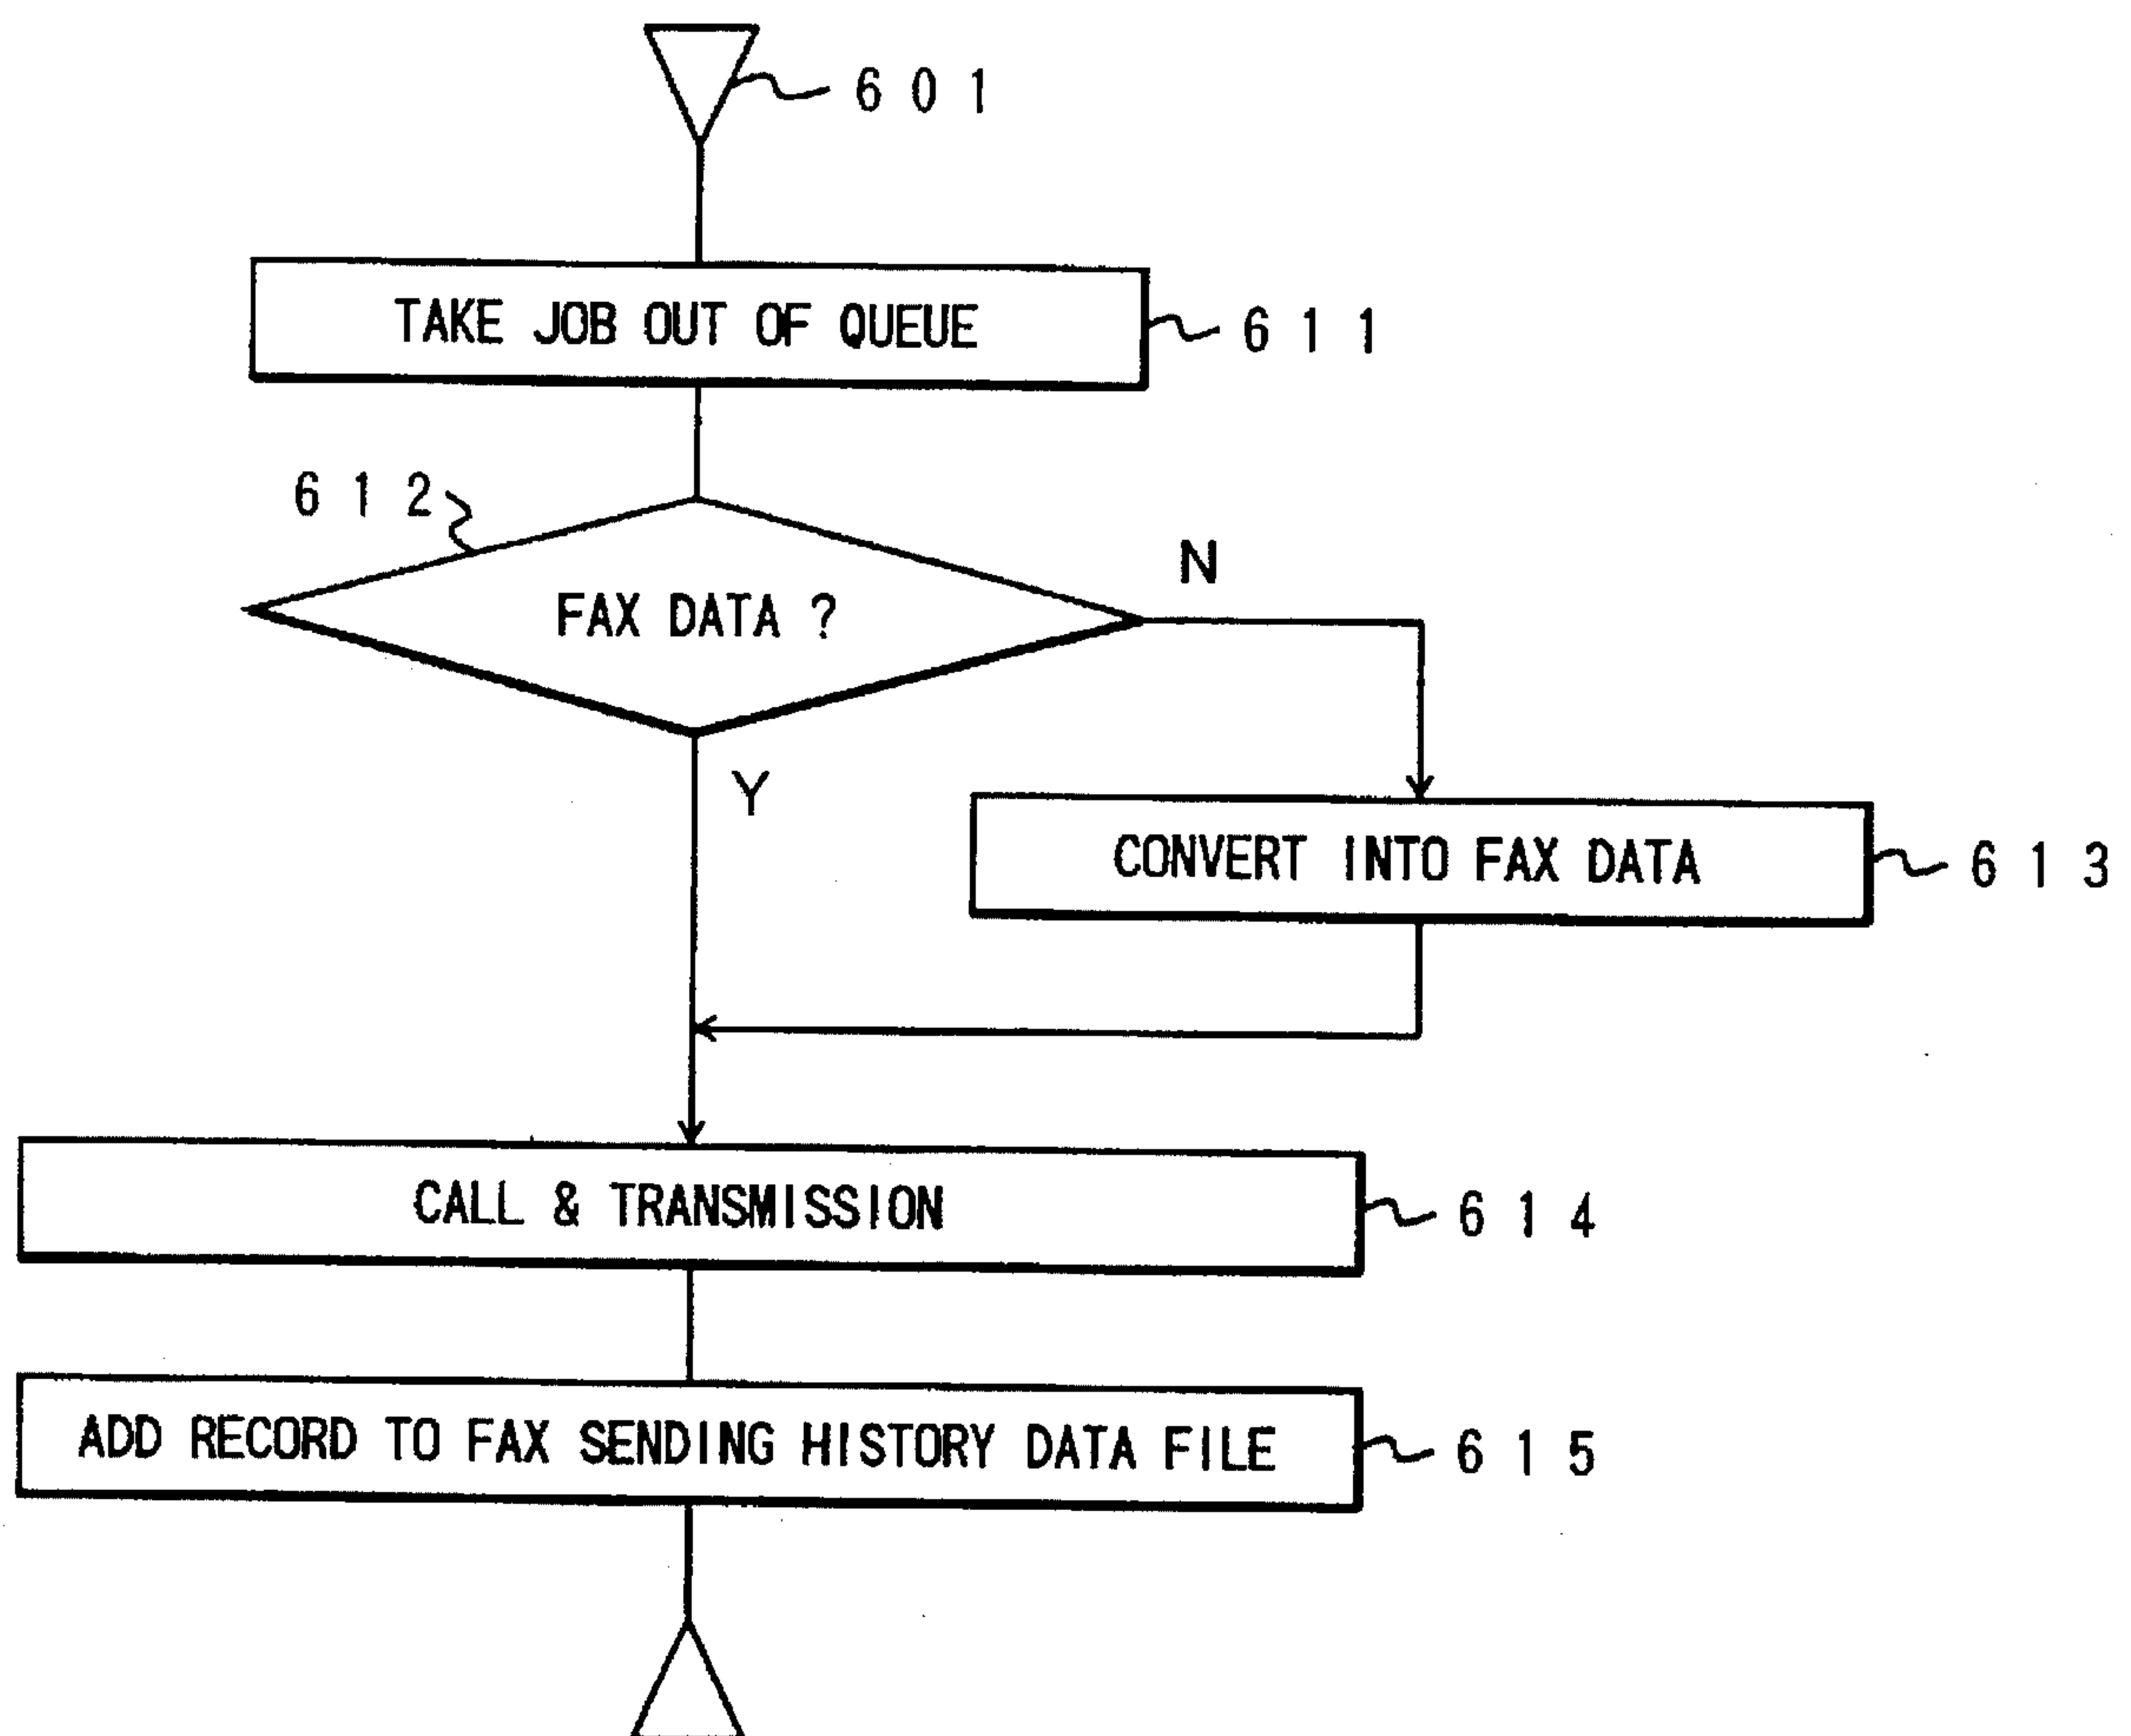 601
TAKE JOB OUT OF QUEUE
611
612
FAX DATA ?
N
Y
CONVERT INTO FAX DATA
613
CALL & TRANSMISSION
614
ADD RECORD TO FAX SENDING HISTORY DATA FILE
615